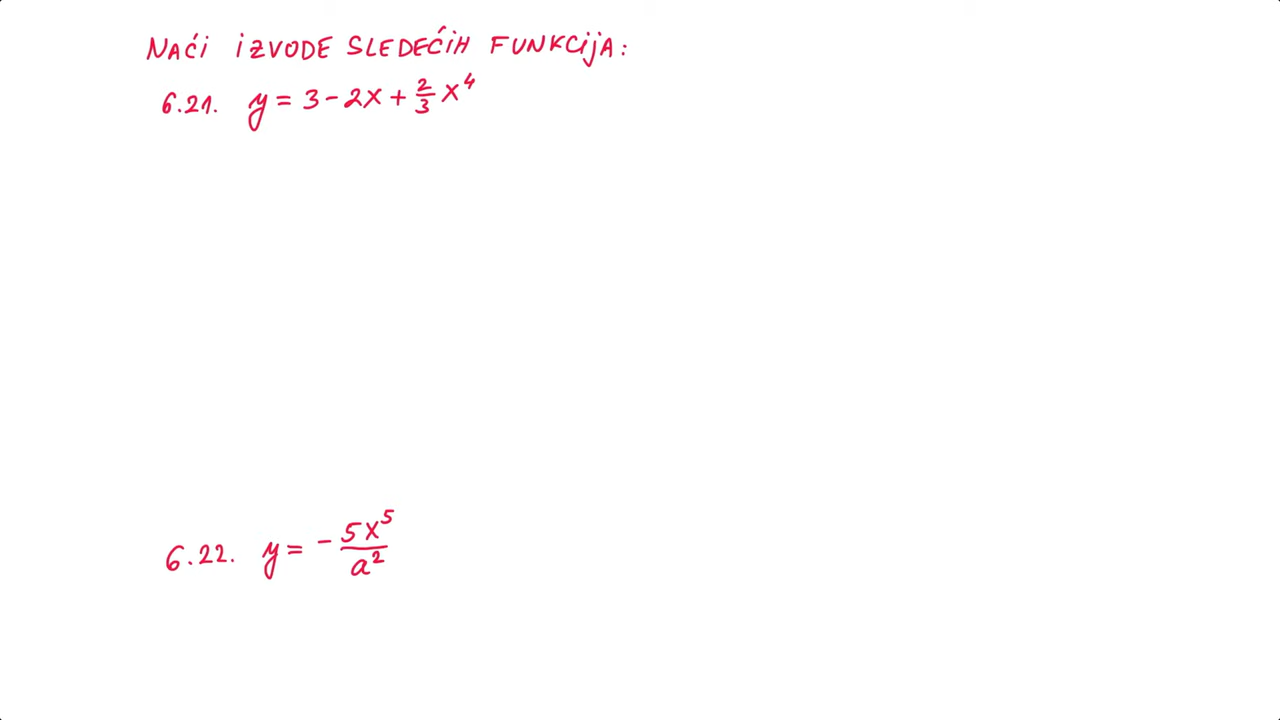 NAĆI IZVODE SLEDEĆIH FUNKCIJA:
6.21. y = 3 - 2x + 2/3 x^4
6.22. y = - 5x^5/a^2